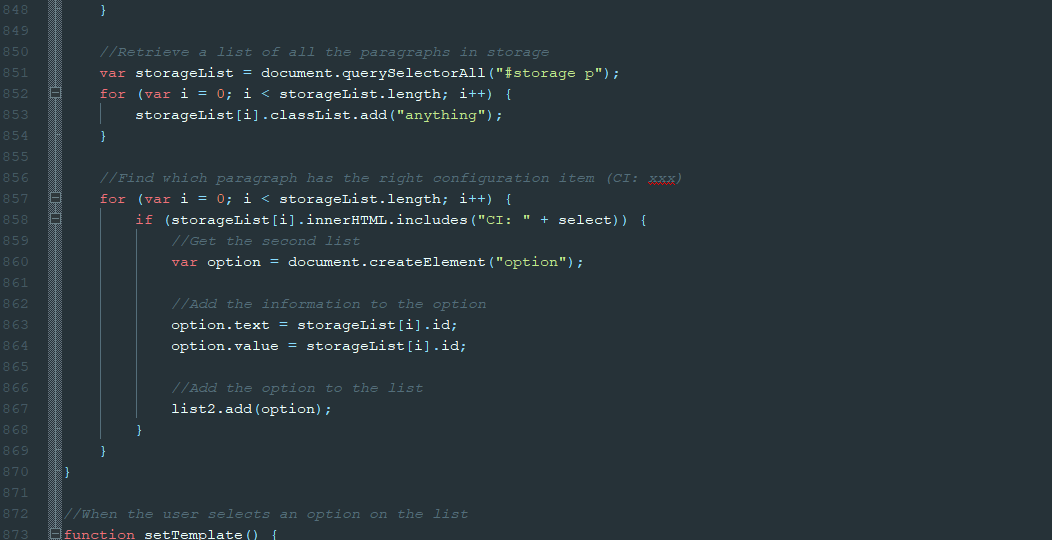 848 }
849
850 //Retrieve a list of all the paragraphs in storage
851 var storageList = document.querySelectorAll("#storage p");
852 for (var i = 0; i < storageList.length; i++) {
853 storageList[i].classList.add("anything");
854 }
855
856 //Find which paragraph has the right configuration item (CI: xxx)
857 for (var i = 0; i < storageList.length; i++) {
858 if (storageList[i].innerHTML.includes("CI: " + select)) {
859 //Get the second list
860 var option = document.createElement("option");
861
862 //Add the information to the option
863 option.text = storageList[i].id;
864 option.value = storageList[i].id;
865
866 //Add the option to the list
867 list2.add(option);
868 }
869 }
870 }
871
872 //When the user selects an option on the list
873 function setTemplate() {